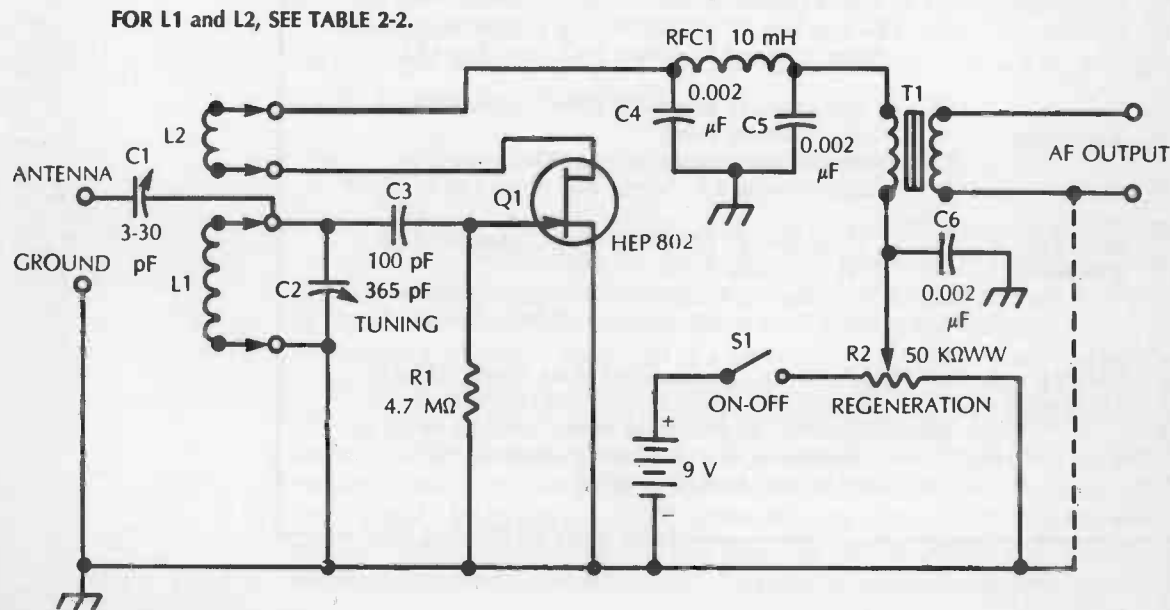 FOR L1 and L2, SEE TABLE 2-2.
RFC1 10 mH
C4
0.002
µF
C5
0.002
µF
T1
AF OUTPUT
L2
C1
ANTENNA
3-30
pF
GROUND
L1
C3
100 pF
C2
365 pF
TUNING
Q1
HEP 802
R1
4.7 MΩ
C6
0.002
µF
S1
ON-OFF
R2
50 KΩWW
REGENERATION
+
9 V
−